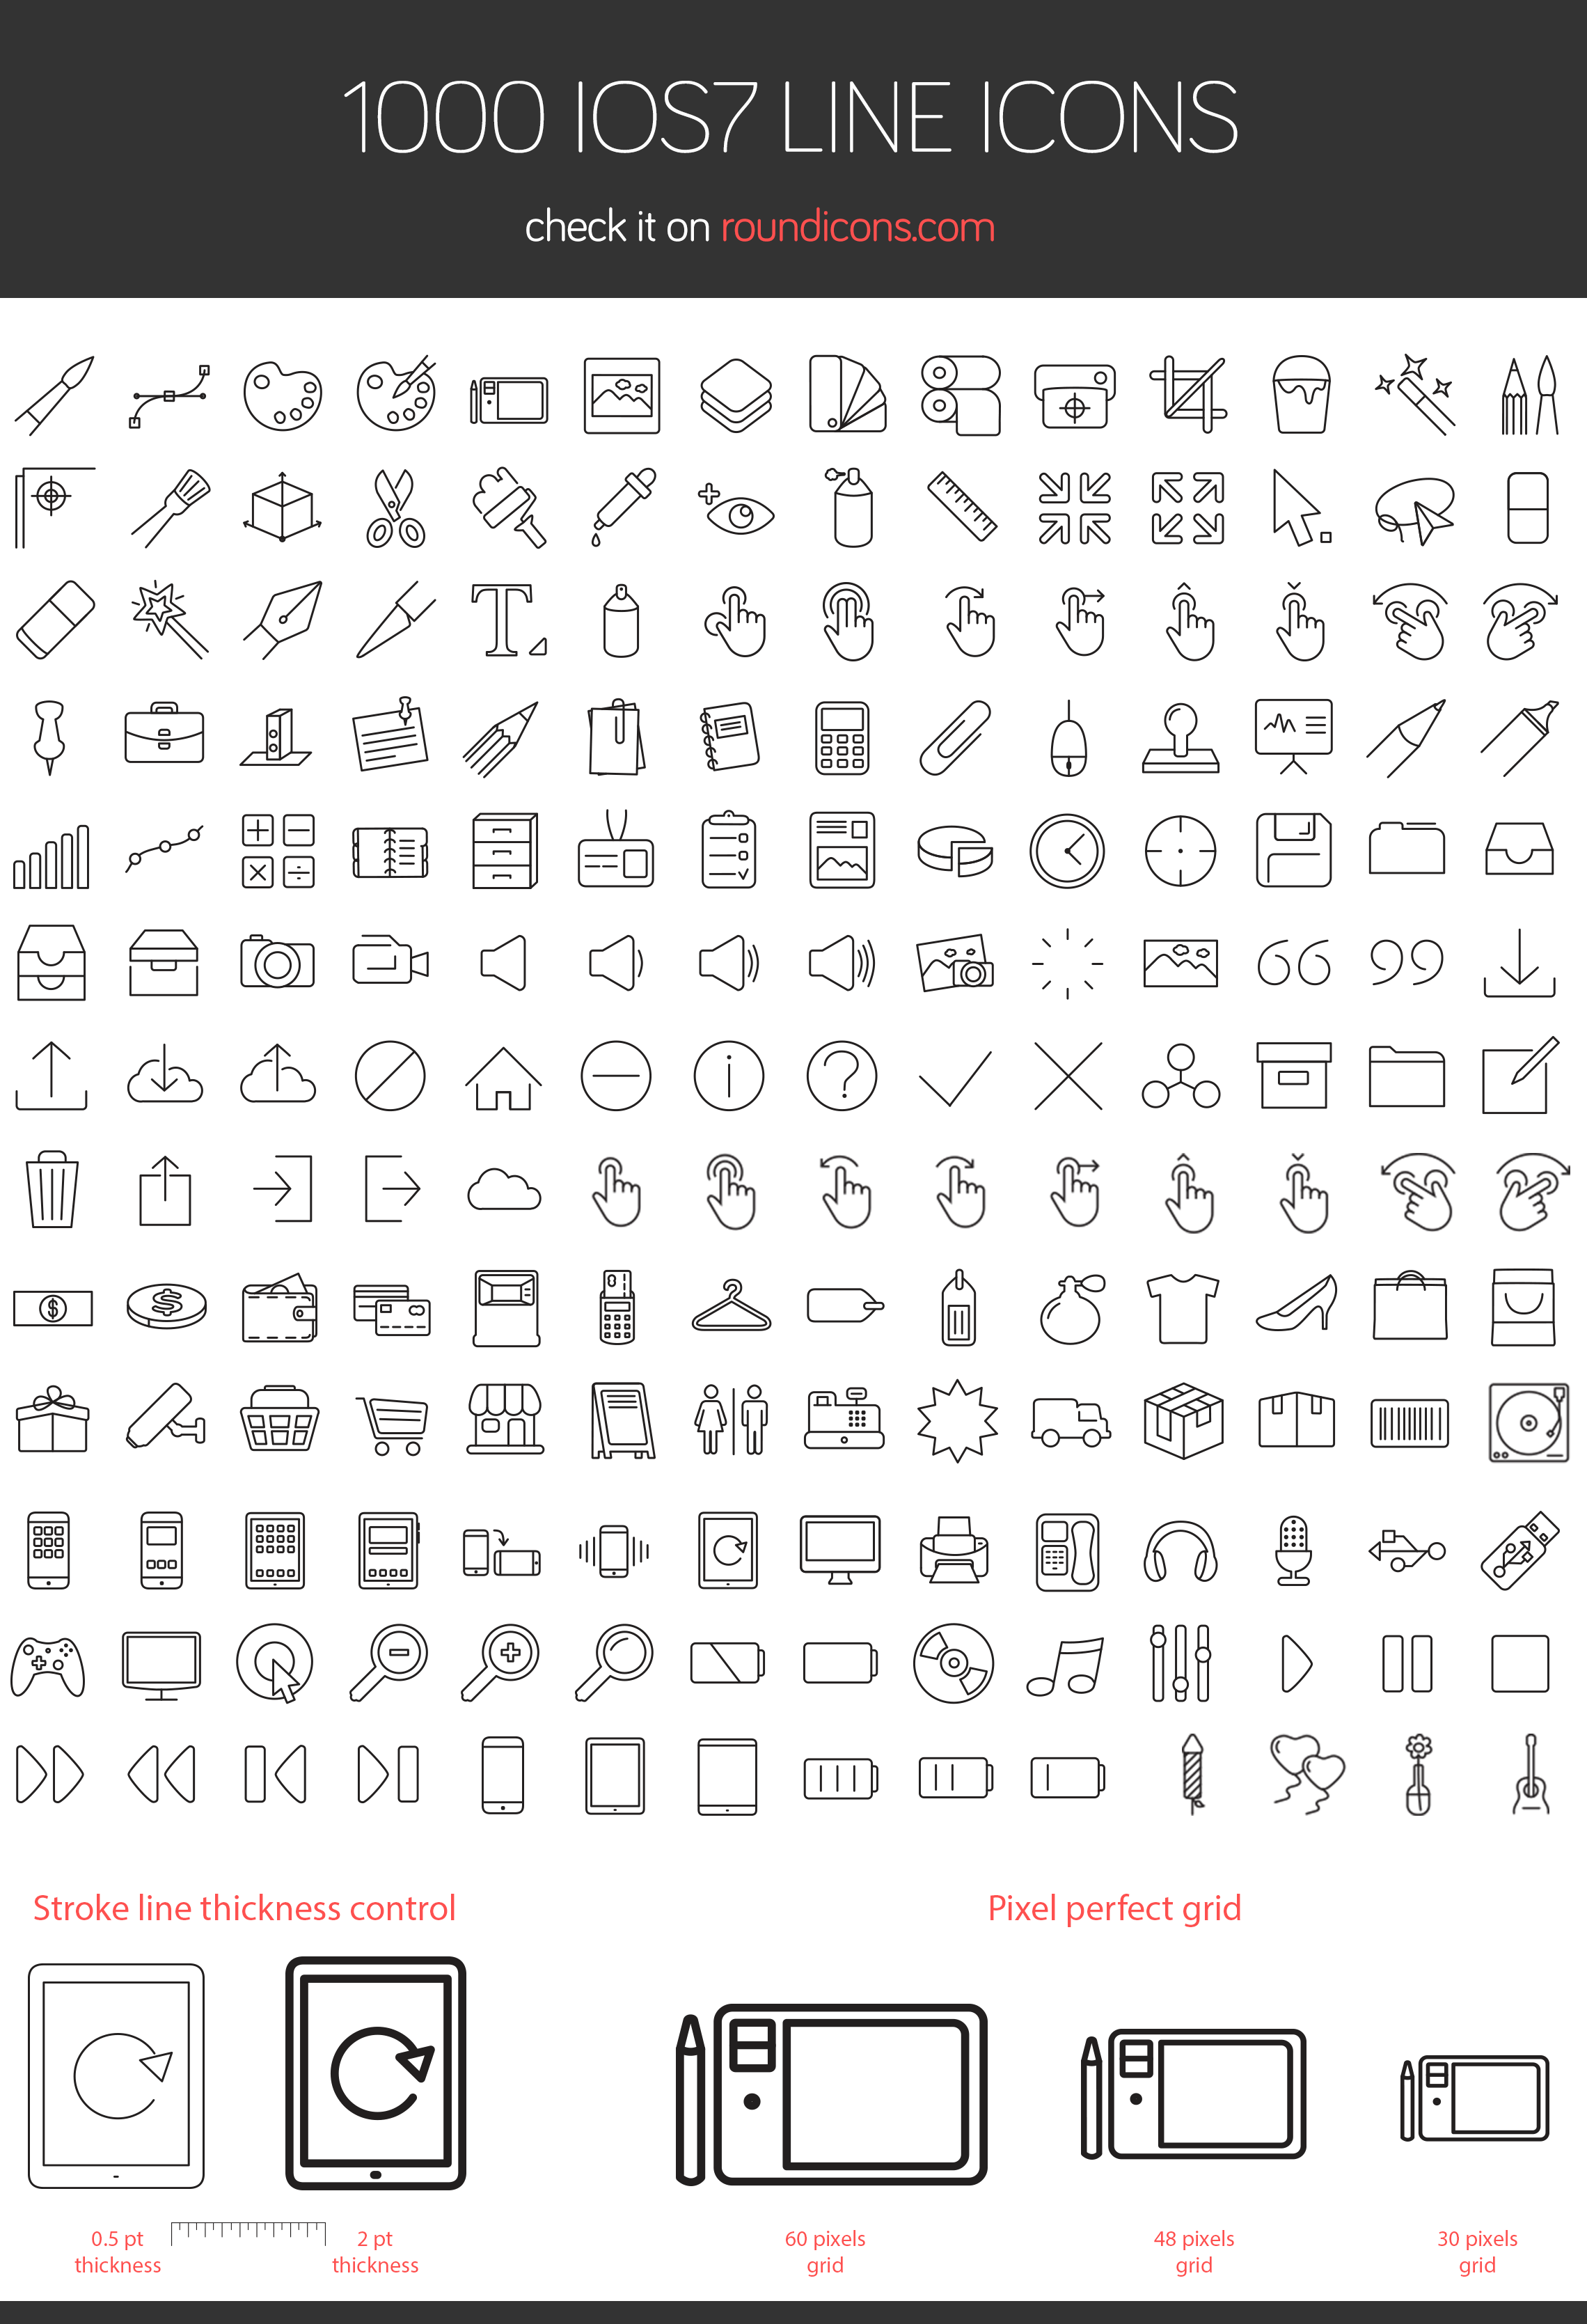 1000 IOS7 LINE ICONS
check it on roundicons.com
Stroke line thickness control
Pixel perfect grid
0.5 pt
thickness
2 pt
thickness
60 pixels
grid
48 pixels
grid
30 pixels
grid